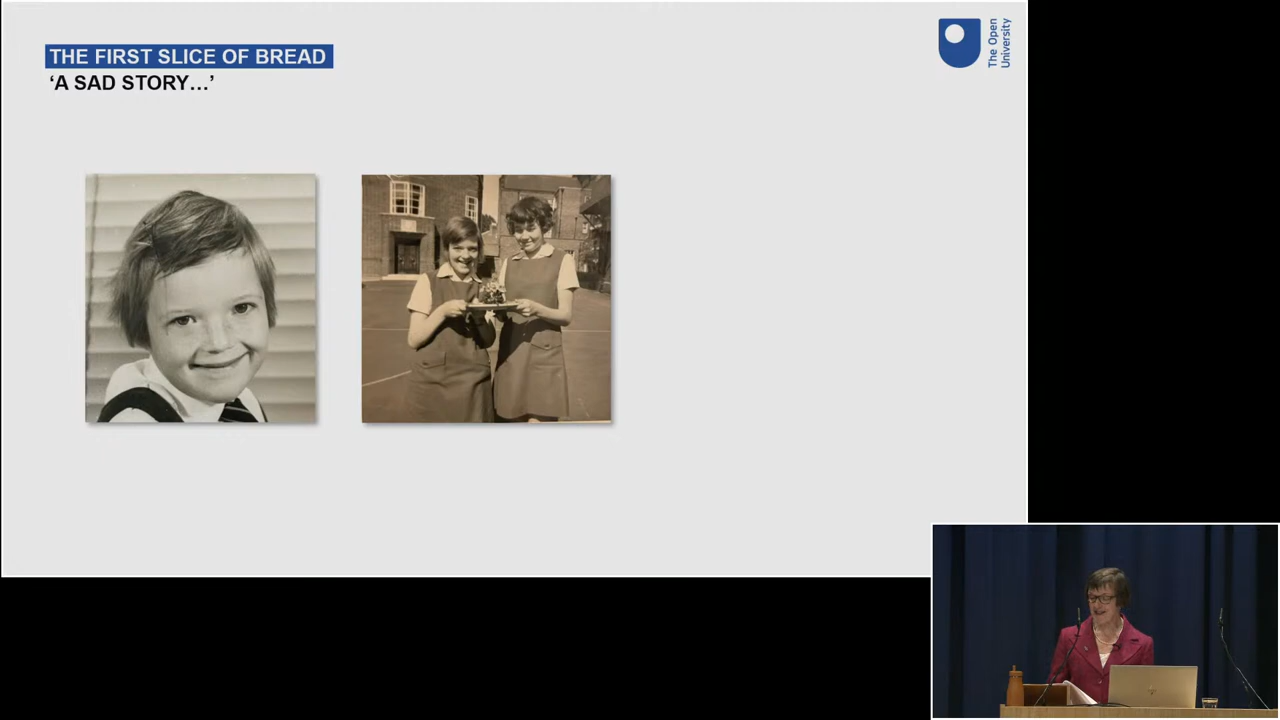 THE FIRST SLICE OF BREAD
‘A SAD STORY…’
The Open
University